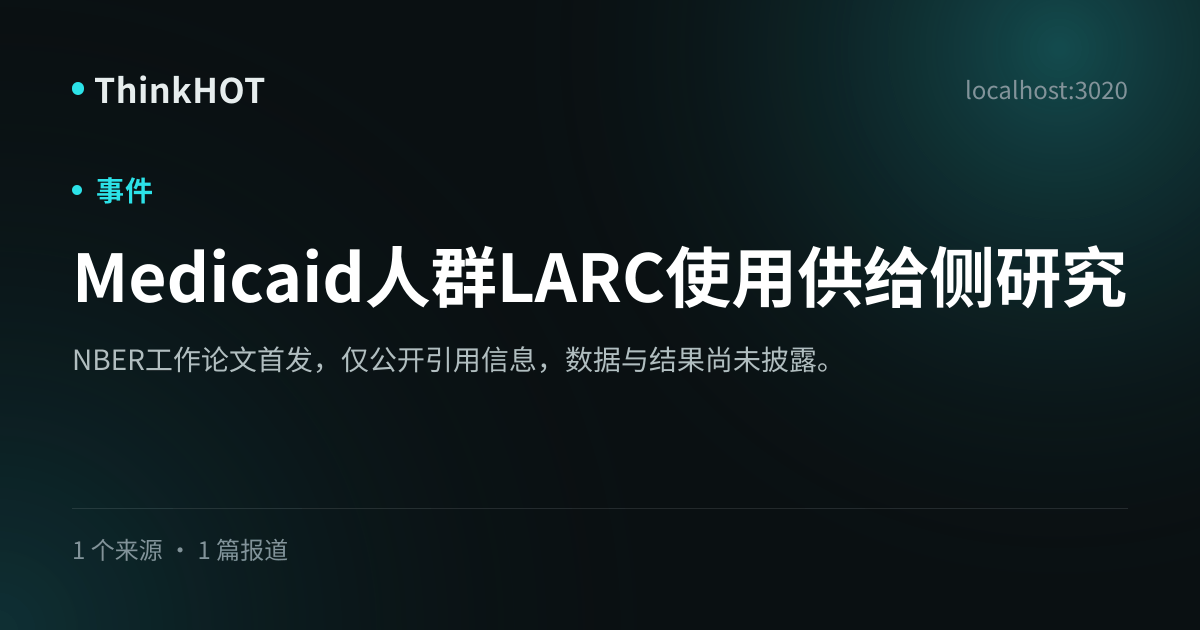 ThinkHOT
localhost:3020
事件
Medicaid人群LARC使用供给侧研究
NBER工作论文首发，仅公开引用信息，数据与结果尚未披露。
1 个来源 · 1 篇报道